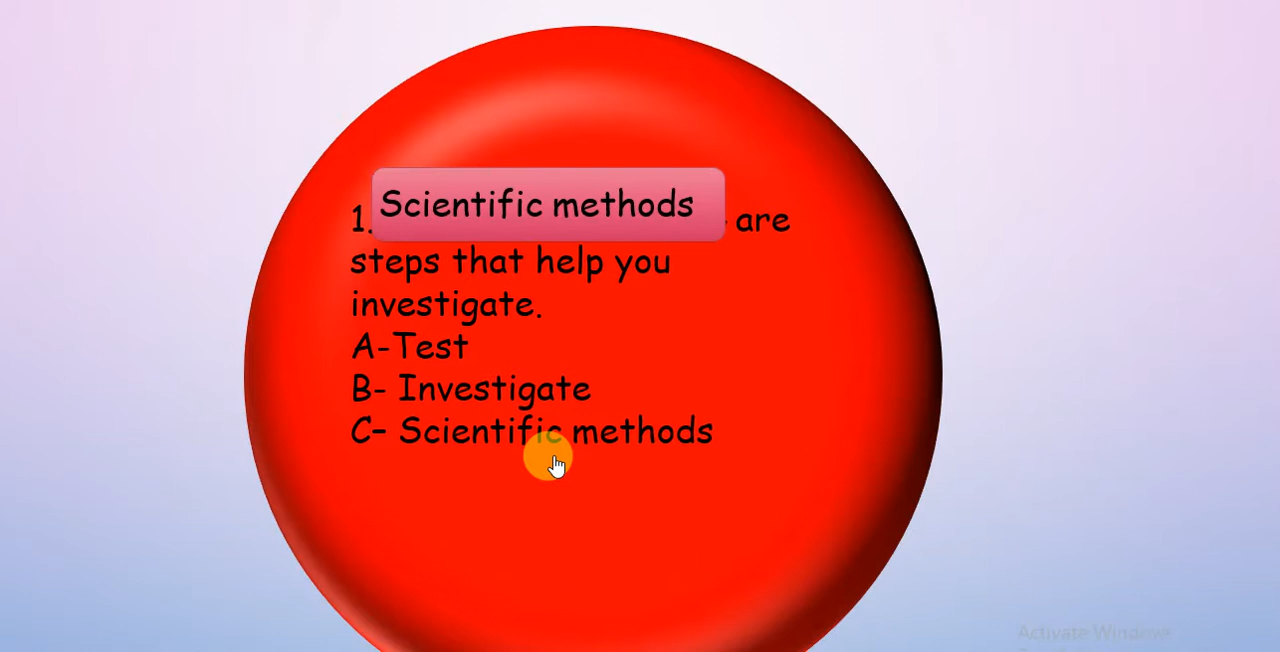 Scientific methods
1. are
steps that help you
investigate.
A-Test
B- Investigate
C- Scientific methods
Activate Windows